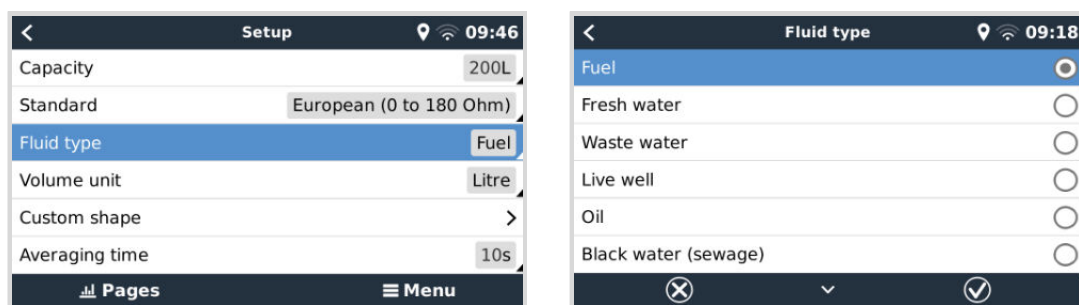 Setup 09:46
Capacity 200L
Standard European (0 to 180 Ohm)
Fluid type Fuel
Volume unit Litre
Custom shape
Averaging time 10s
Pages Menu
Fluid type 09:18
Fuel
Fresh water
Waste water
Live well
Oil
Black water (sewage)